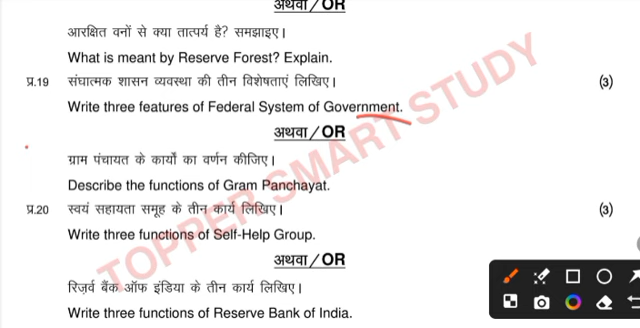 अथवा/OR
आरक्षित वनों से क्या तात्पर्य है? समझाइए।
What is meant by Reserve Forest? Explain.
प्र.19 संघात्मक शासन व्यवस्था की तीन विशेषताएं लिखिए। (3)
Write three features of Federal System of Government.
अथवा/OR
ग्राम पंचायत के कार्यों का वर्णन कीजिए।
Describe the functions of Gram Panchayat.
प्र.20 स्वयं सहायता समूह के तीन कार्य लिखिए। (3)
Write three functions of Self-Help Group.
अथवा/OR
रिज़र्व बैंक ऑफ इंडिया के तीन कार्य लिखिए।
Write three functions of Reserve Bank of India.
TOPPER SMART STUDY